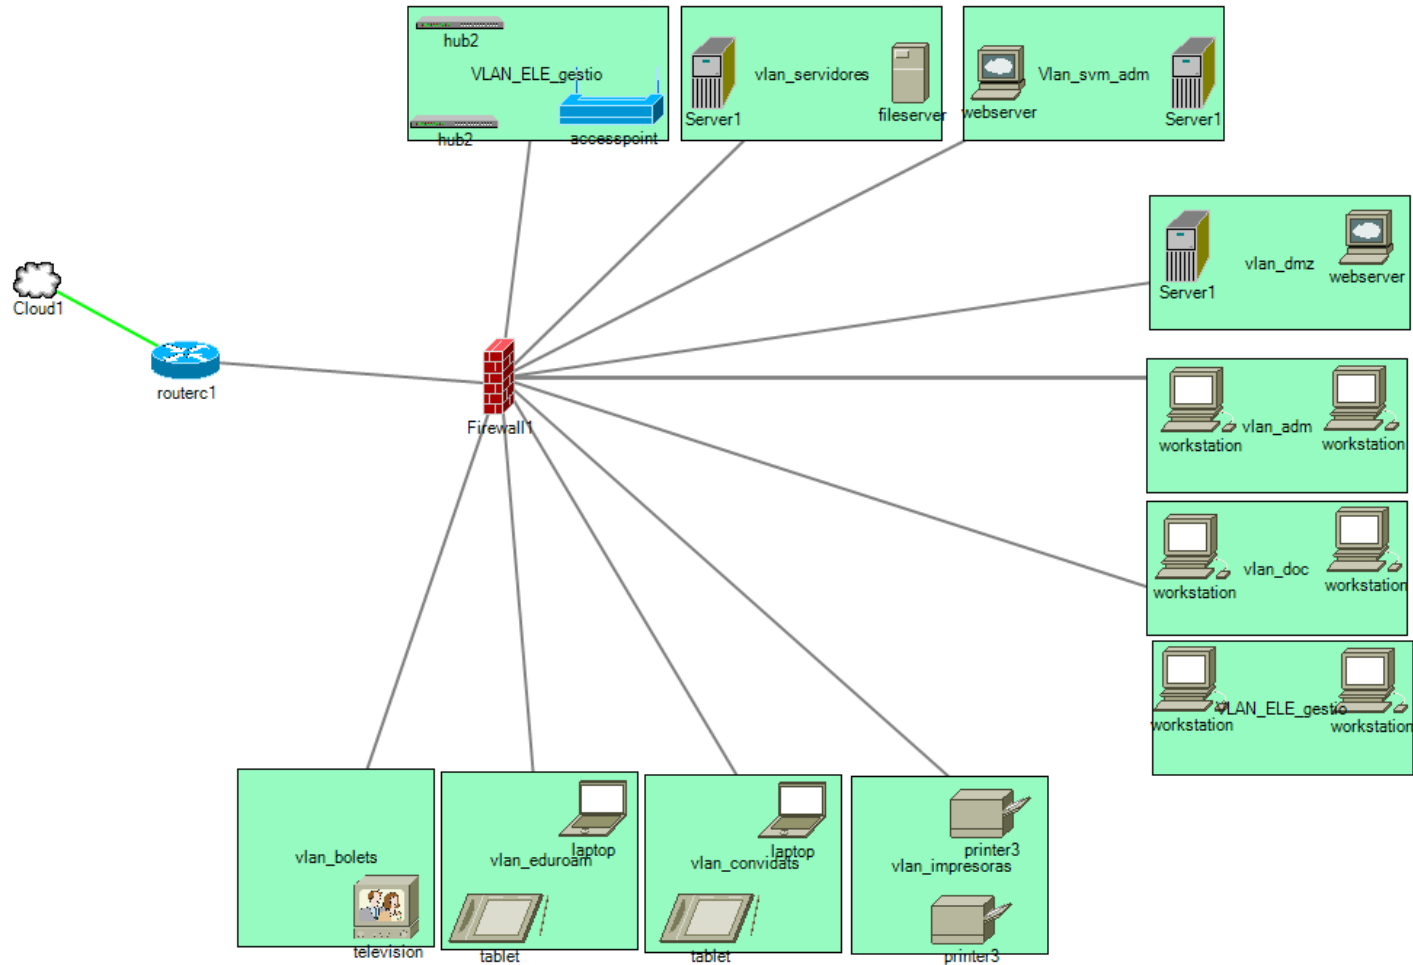 hub2
VLAN_ELE_gestio
hub2
accesspoint
Server1
vlan_servidores
fileserver
webserver
Vlan_svm_adm
Server1
Server1
vlan_dmz
webserver
Cloud1
routerc1
Firewall1
workstation
vlan_adm
workstation
workstation
vlan_doc
workstation
workstation
VLAN_ELE_gestio
workstation
vlan_bolets
television
laptop
vlan_eduroam
tablet
laptop
vlan_convidats
tablet
printer3
vlan_impresoras
printer3